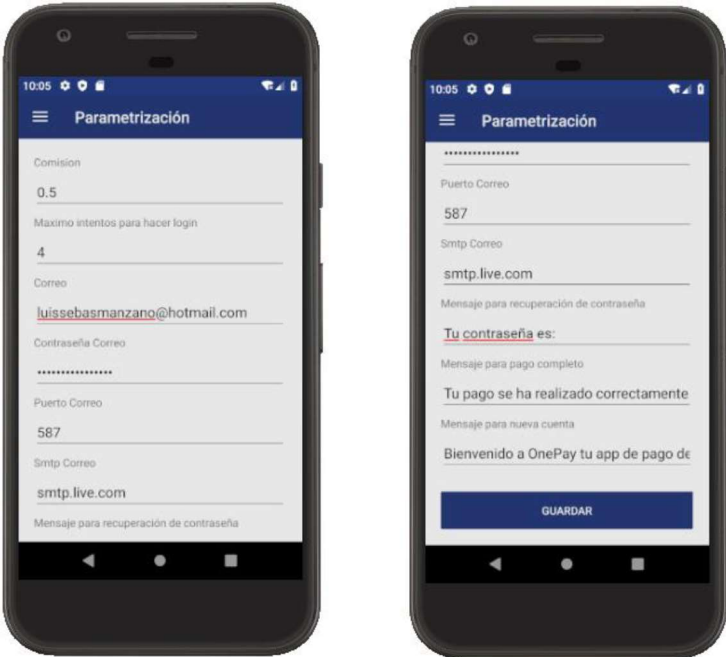 10:05
Parametrización
Comision
0.5
Maximo intentos para hacer login
4
Correo
luissebasmanzano@hotmail.com
Contraseña Correo
••••••••••••••••
Puerto Correo
587
Smtp Correo
smtp.live.com
Mensaje para recuperación de contraseña
10:05
Parametrización
••••••••••••••••
Puerto Correo
587
Smtp Correo
smtp.live.com
Mensaje para recuperación de contraseña
Tu contraseña es:
Mensaje para pago completo
Tu pago se ha realizado correctamente
Mensaje para nueva cuenta
Bienvenido a OnePay tu app de pago de
GUARDAR